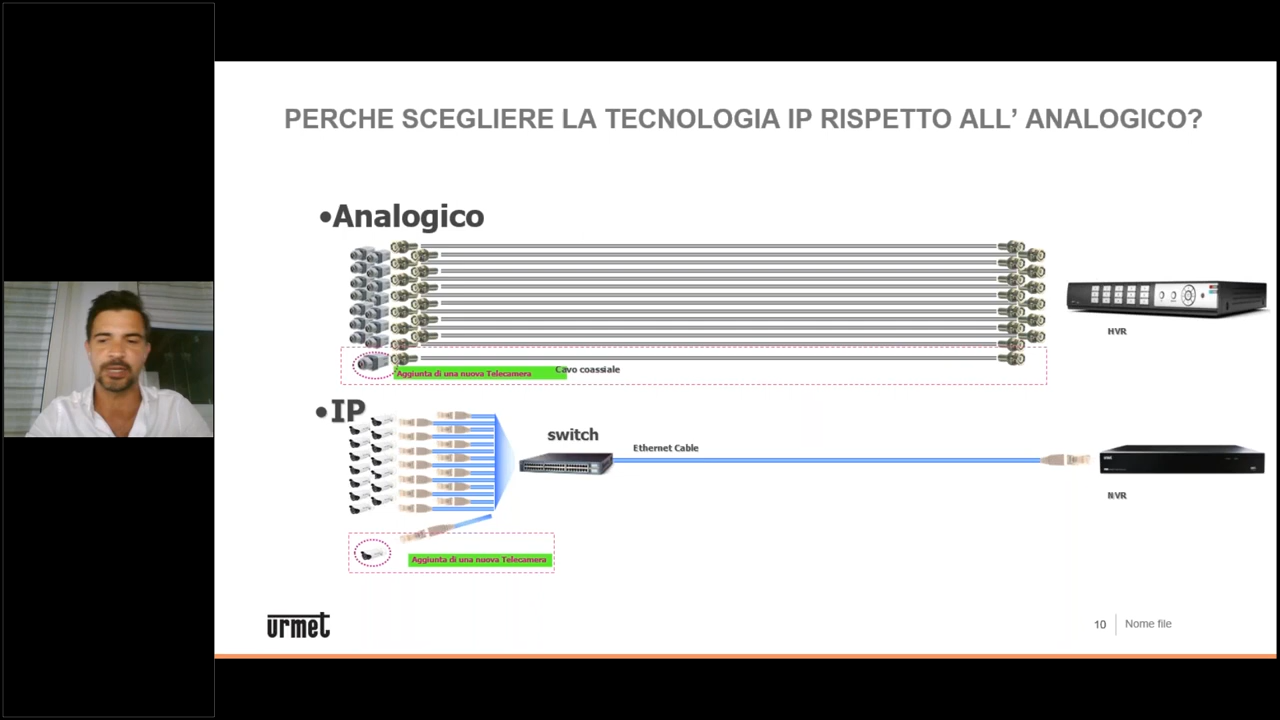 PERCHE SCEGLIERE LA TECNOLOGIA IP RISPETTO ALL’ ANALOGICO?
•Analogico
HVR
Cavo coassiale
Aggiunta di una nuova Telecamera
•IP
switch
Ethernet Cable
NVR
Aggiunta di una nuova Telecamera
urmet
10
Nome file